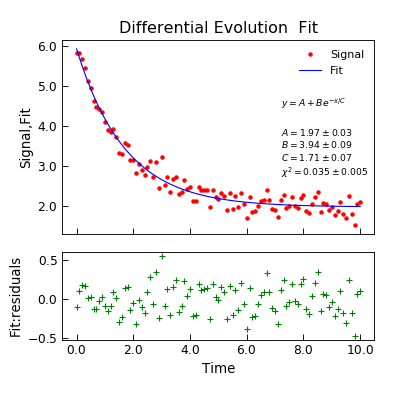 Differential Evolution  Fit
6.0
5.0
4.0
3.0
2.0
Signal,Fit
Signal
Fit
y = A + Be^{-x/C}
A = 1.97 ± 0.03
B = 3.94 ± 0.09
C = 1.71 ± 0.07
χ² = 0.035 ± 0.005
0.5
0.0
−0.5
Fit:residuals
0.0 2.0 4.0 6.0 8.0 10.0
Time